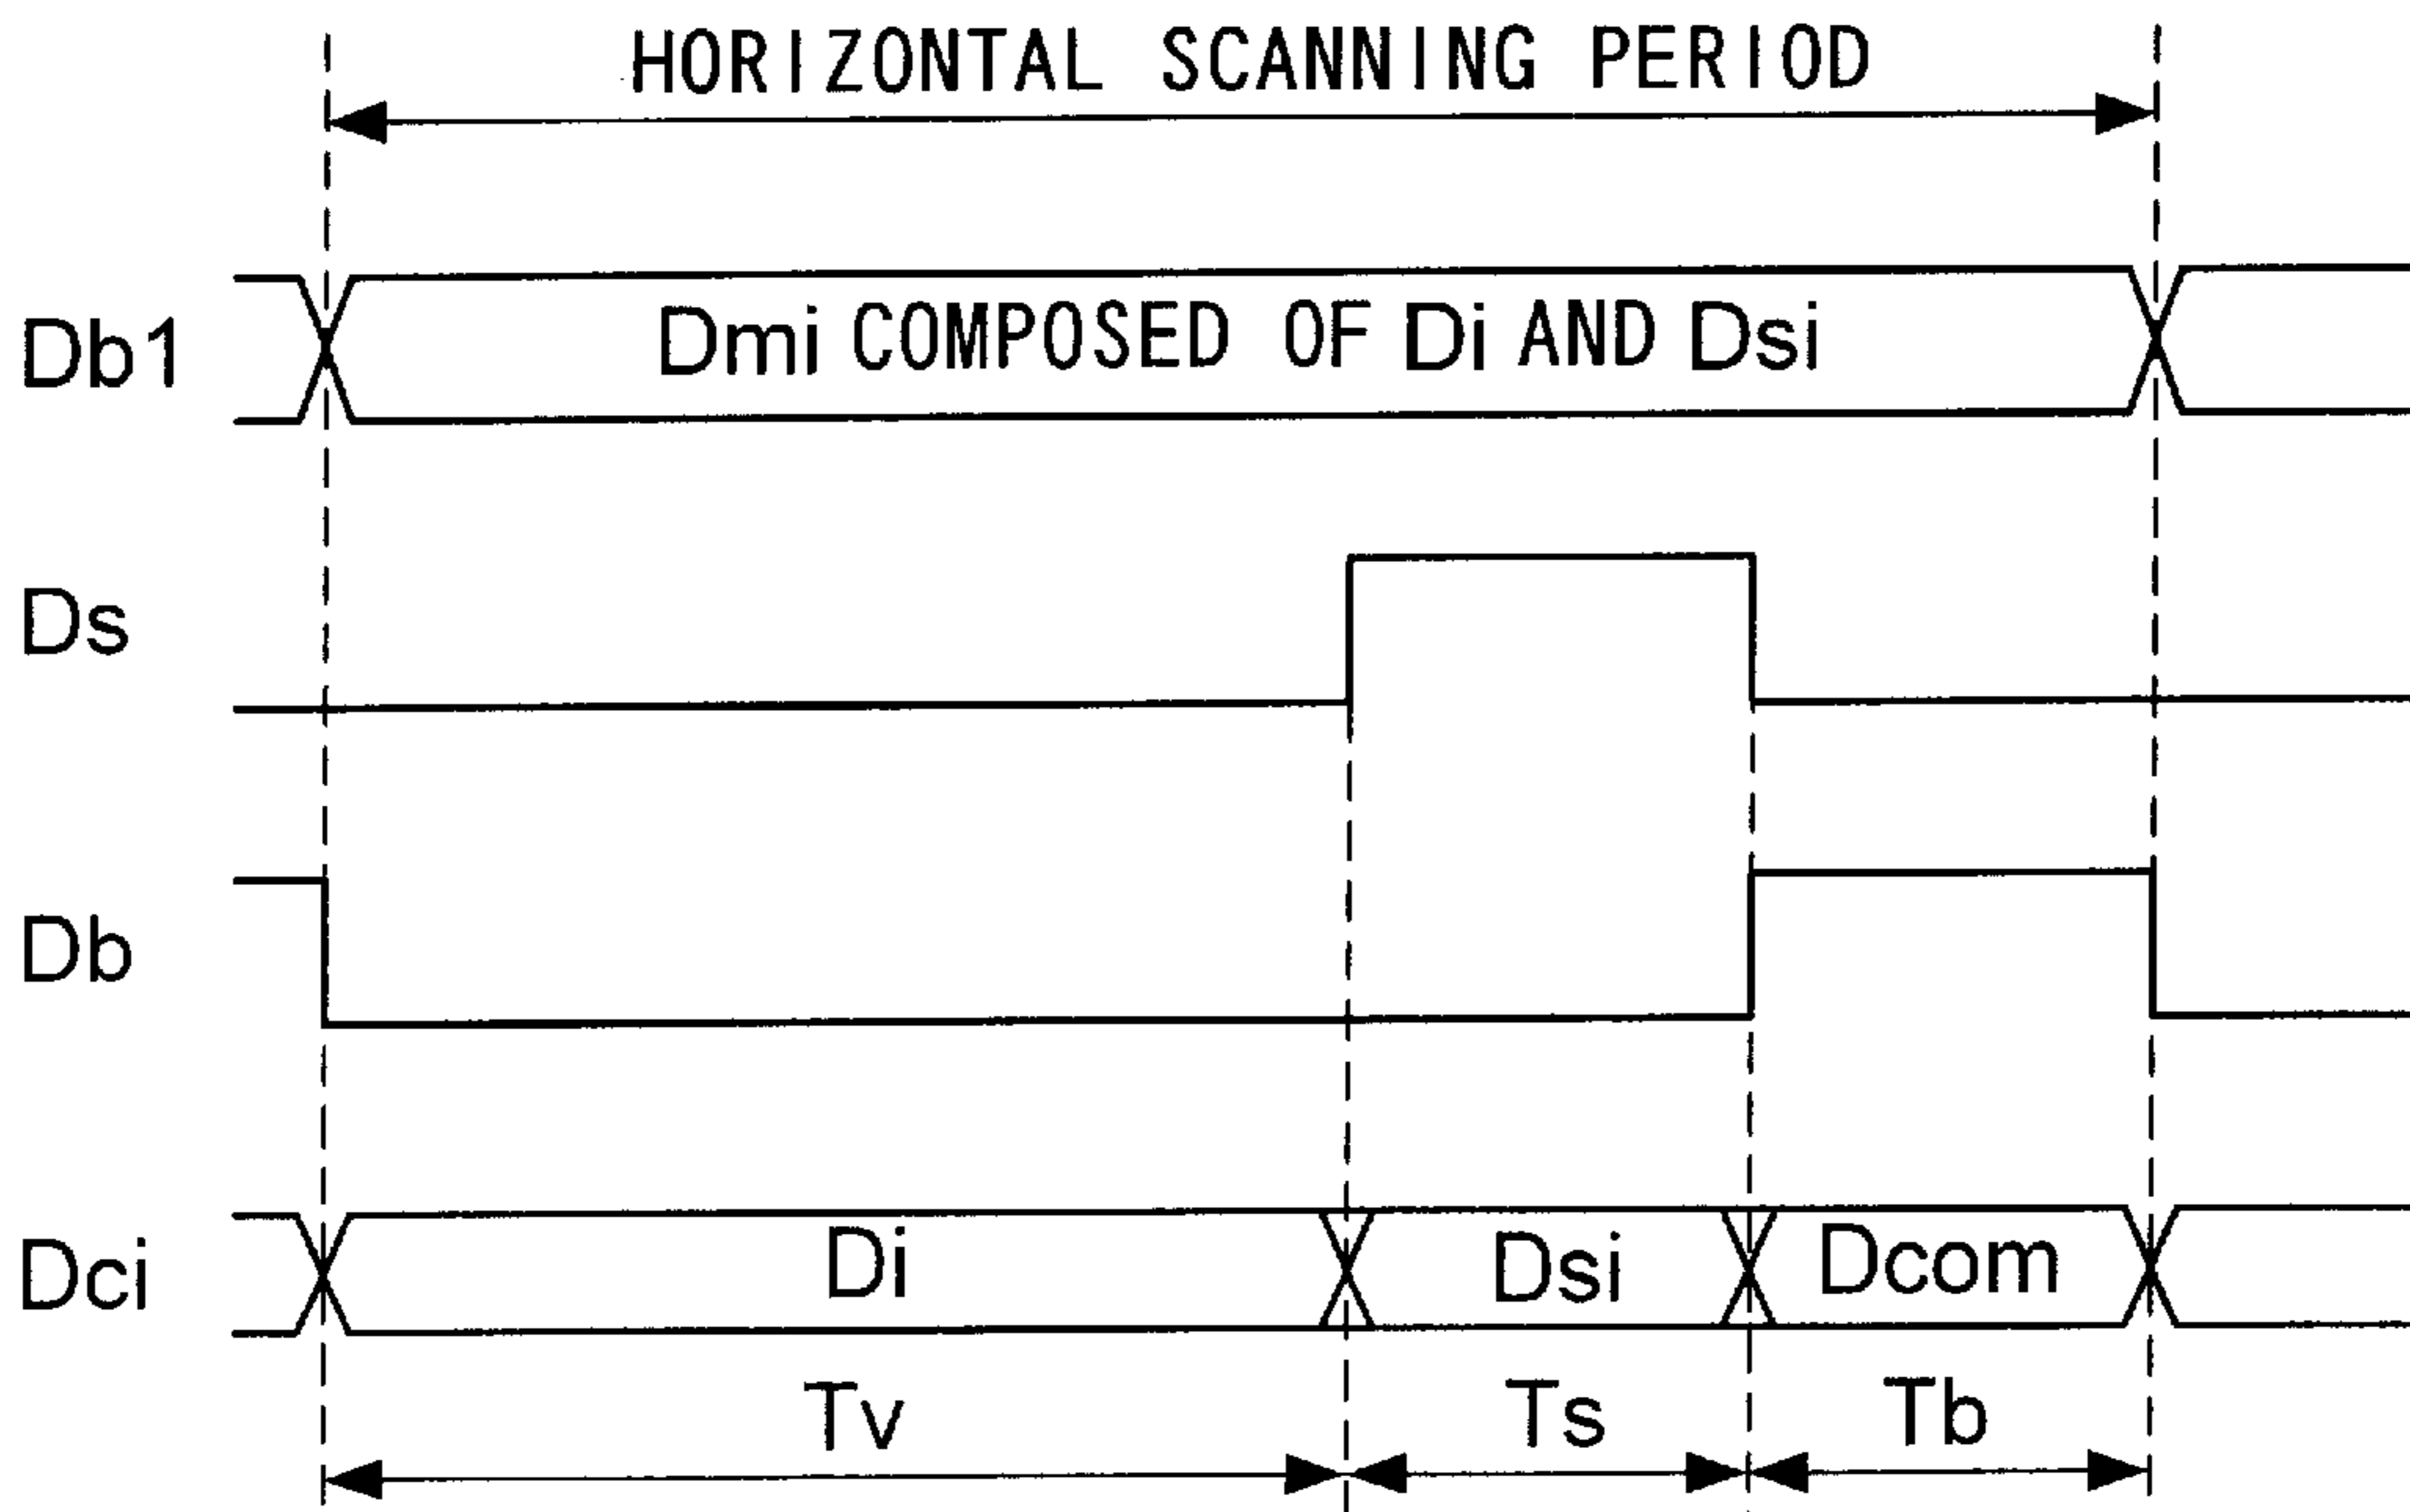 HORIZONTAL SCANNING PERIOD
Db1 Dmi COMPOSED OF Di AND Dsi
Ds
Db
Dci Di Dsi Dcom
Tv Ts Tb